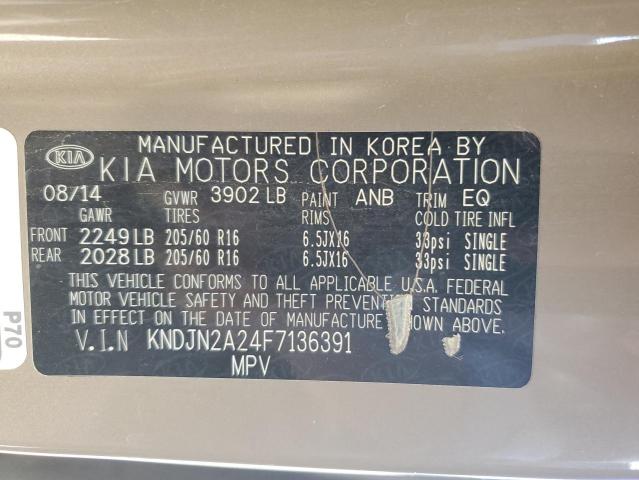 MANUFACTURED IN KOREA BY
KIA KIA MOTORS CORPORATION
08/14 GVWR 3902 LB PAINT ANB TRIM EQ
GAWR TIRES RIMS COLD TIRE INFL
FRONT 2249 LB 205/60 R16 6.5JX16 33psi SINGLE
REAR 2028 LB 205/60 R16 6.5JX16 33psi SINGLE
THIS VEHICLE CONFORMS TO ALL APPLICABLE U.S.A. FEDERAL
MOTOR VEHICLE SAFETY AND THEFT PREVENTION STANDARDS
IN EFFECT ON THE DATE OF MANUFACTURE SHOWN ABOVE.
V.I.N KNDJN2A24F7136391
MPV
P70